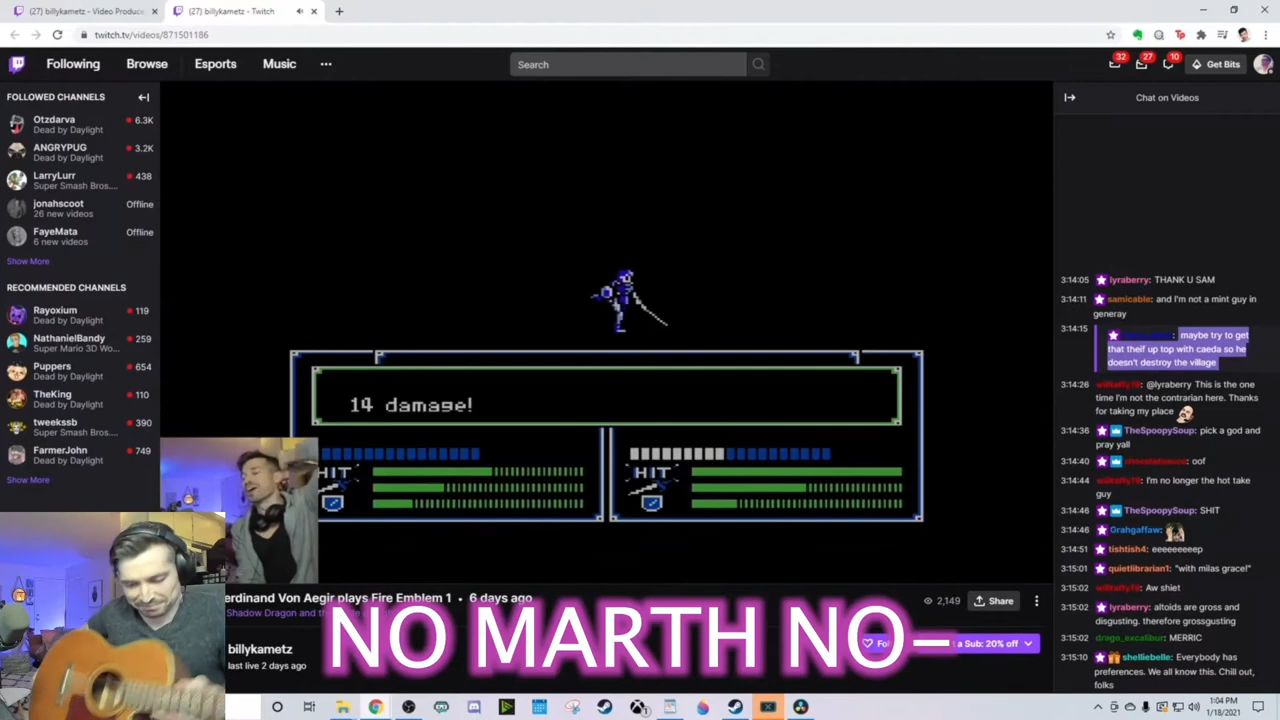 (27) billykametz - Video Produce
(27) billykametz - Twitch
twitch.tv/videos/871501186
Following
Browse
Esports
Music
Search
32
27
10
Get Bits
FOLLOWED CHANNELS
Otzdarva
6.3K
Dead by Daylight
ANGRYPUG
3.2K
Dead by Daylight
LarryLurr
438
Super Smash Bros....
jonahscoot
Offline
26 new videos
FayeMata
Offline
6 new videos
Show More
RECOMMENDED CHANNELS
Rayoxium
119
Dead by Daylight
NathanielBandy
259
Super Mario 3D Wo...
Puppers
654
Dead by Daylight
TheKing
110
Dead by Daylight
tweekssb
390
Super Smash Bros....
FarmerJohn
749
Dead by Daylight
Show More
14 damage!
HIT
HIT
erdinand Von Aegir plays Fire Emblem 1 • 6 days ago
Shadow Dragon and the
2,149
Share
billykametz
last live 2 days ago
a Sub: 20% off
NO MARTH NO—
Chat on Videos
3:14:05 lyraberry: THANK U SAM
3:14:11 samicable: and I'm not a mint guy in
generay
3:14:15 : maybe try to get
that theif up top with caeda so he
doesn't destroy the village
3:14:26 : @lyraberry This is the one
time I'm not the contrarian here. Thanks
for taking my place
3:14:36 TheSpoopySoup: pick a god and
pray yall
3:14:40 : oof
3:14:44 : I'm no longer the hot take
guy
3:14:46 TheSpoopySoup: SHIT
3:14:46 Grahgaffaw:
3:14:51 tishtish4: eeeeeeeeep
3:15:01 quietlibrarian1: "with milas grace!"
3:15:02 : Aw shiet
3:15:02 lyraberry: altoids are gross and
disgusting. therefore grossgusting
3:15:02 drago_excalibur: MERRIC
3:15:10 shelliebelle: Everybody has
preferences. We all know this. Chill out,
folks
1:04 PM
1/18/2021